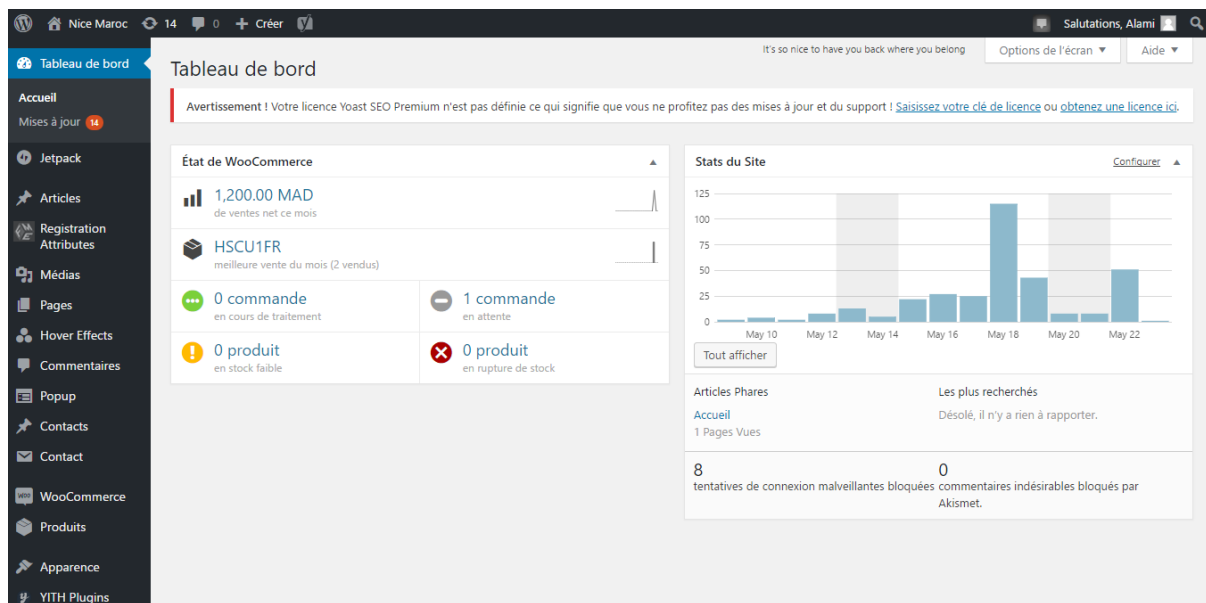 Nice Maroc 14 0 Créer Salutations, Alami
It's so nice to have you back where you belong Options de l'écran ▼ Aide ▼
Tableau de bord
Accueil
Mises à jour 14
Jetpack
Articles
Registration
Attributes
Médias
Pages
Hover Effects
Commentaires
Popup
Contacts
Contact
WooCommerce
Produits
Apparence
YITH Plugins
Tableau de bord
Avertissement ! Votre licence Yoast SEO Premium n'est pas définie ce qui signifie que vous ne profitez pas des mises à jour et du support ! Saisissez votre clé de licence ou obtenez une licence ici.
État de WooCommerce
1,200.00 MAD
de ventes net ce mois
HSCU1FR
meilleure vente du mois (2 vendus)
0 commande
en cours de traitement
1 commande
en attente
0 produit
en stock faible
0 produit
en rupture de stock
Stats du Site Configurer
125
100
75
50
25
0
May 10 May 12 May 14 May 16 May 18 May 20 May 22
Tout afficher
Articles Phares
Accueil
1 Pages Vues
Les plus recherchés
Désolé, il n'y a rien à rapporter.
8
tentatives de connexion malveillantes bloquées
0
commentaires indésirables bloqués par
Akismet.